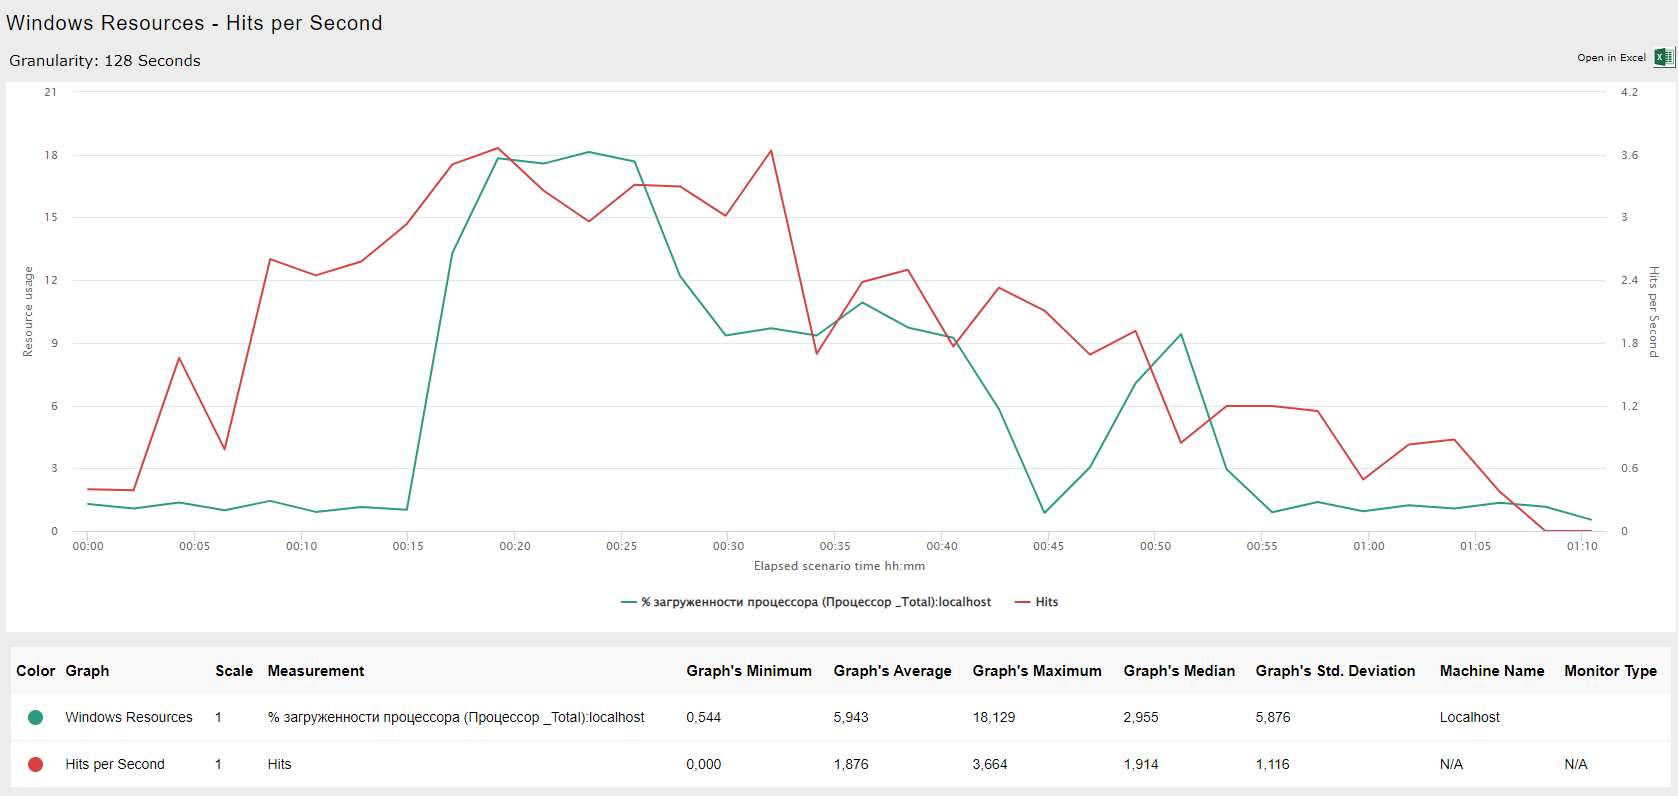 Windows Resources - Hits per Second
Granularity: 128 Seconds
Open in Excel
21 4.2
18 3.6
15 3
12 2.4
9 1.8
6 1.2
3 0.6
0 0
Resource usage
Hits per Second
00:00 00:05 00:10 00:15 00:20 00:25 00:30 00:35 00:40 00:45 00:50 00:55 01:00 01:05 01:10
Elapsed scenario time hh:mm
% загруженности процессора (Процессор _Total):localhost Hits
Color Graph Scale Measurement Graph's Minimum Graph's Average Graph's Maximum Graph's Median Graph's Std. Deviation Machine Name Monitor Type
Windows Resources 1 % загруженности процессора (Процессор _Total):localhost 0,544 5,943 18,129 2,955 5,876 Localhost
Hits per Second 1 Hits 0,000 1,876 3,664 1,914 1,116 N/A N/A